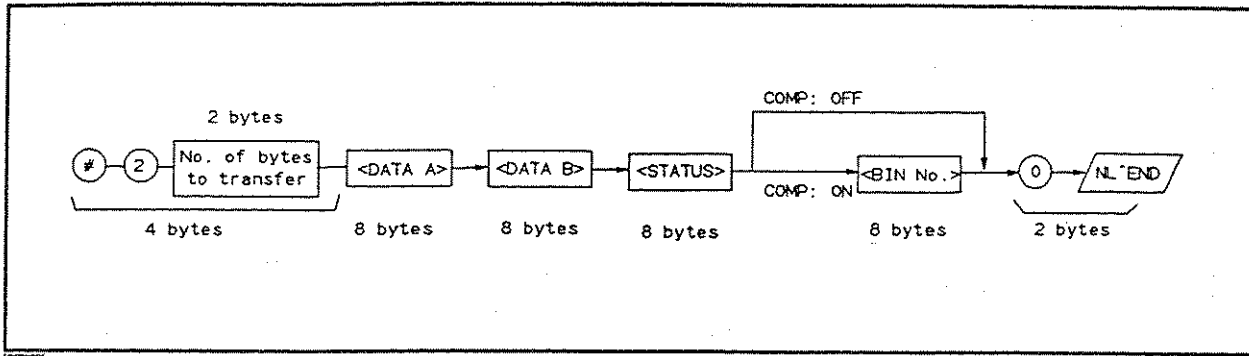 COMP: OFF
2 bytes
# 2 No. of bytes to transfer <DATA A> <DATA B> <STATUS> <BIN No.> 0 NL^END
COMP: ON
4 bytes 8 bytes 8 bytes 8 bytes 8 bytes 2 bytes